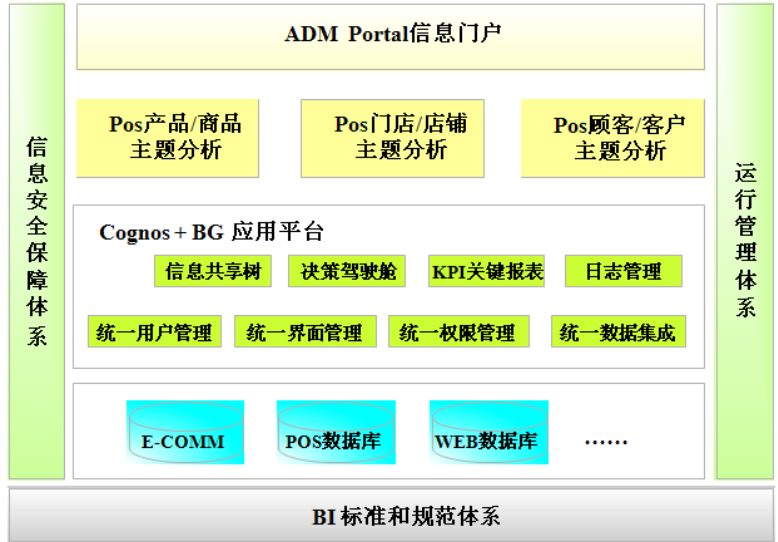 ADM Portal信息门户
信息安全保障体系
Pos产品/商品
主题分析
Pos门店/店铺
主题分析
Pos顾客/客户
主题分析
运行管理体系
Cognos + BG 应用平台
信息共享树
决策驾驶舱
KPI关键报表
日志管理
统一用户管理
统一界面管理
统一权限管理
统一数据集成
E-COMM
POS数据库
WEB数据库
……
BI 标准和规范体系